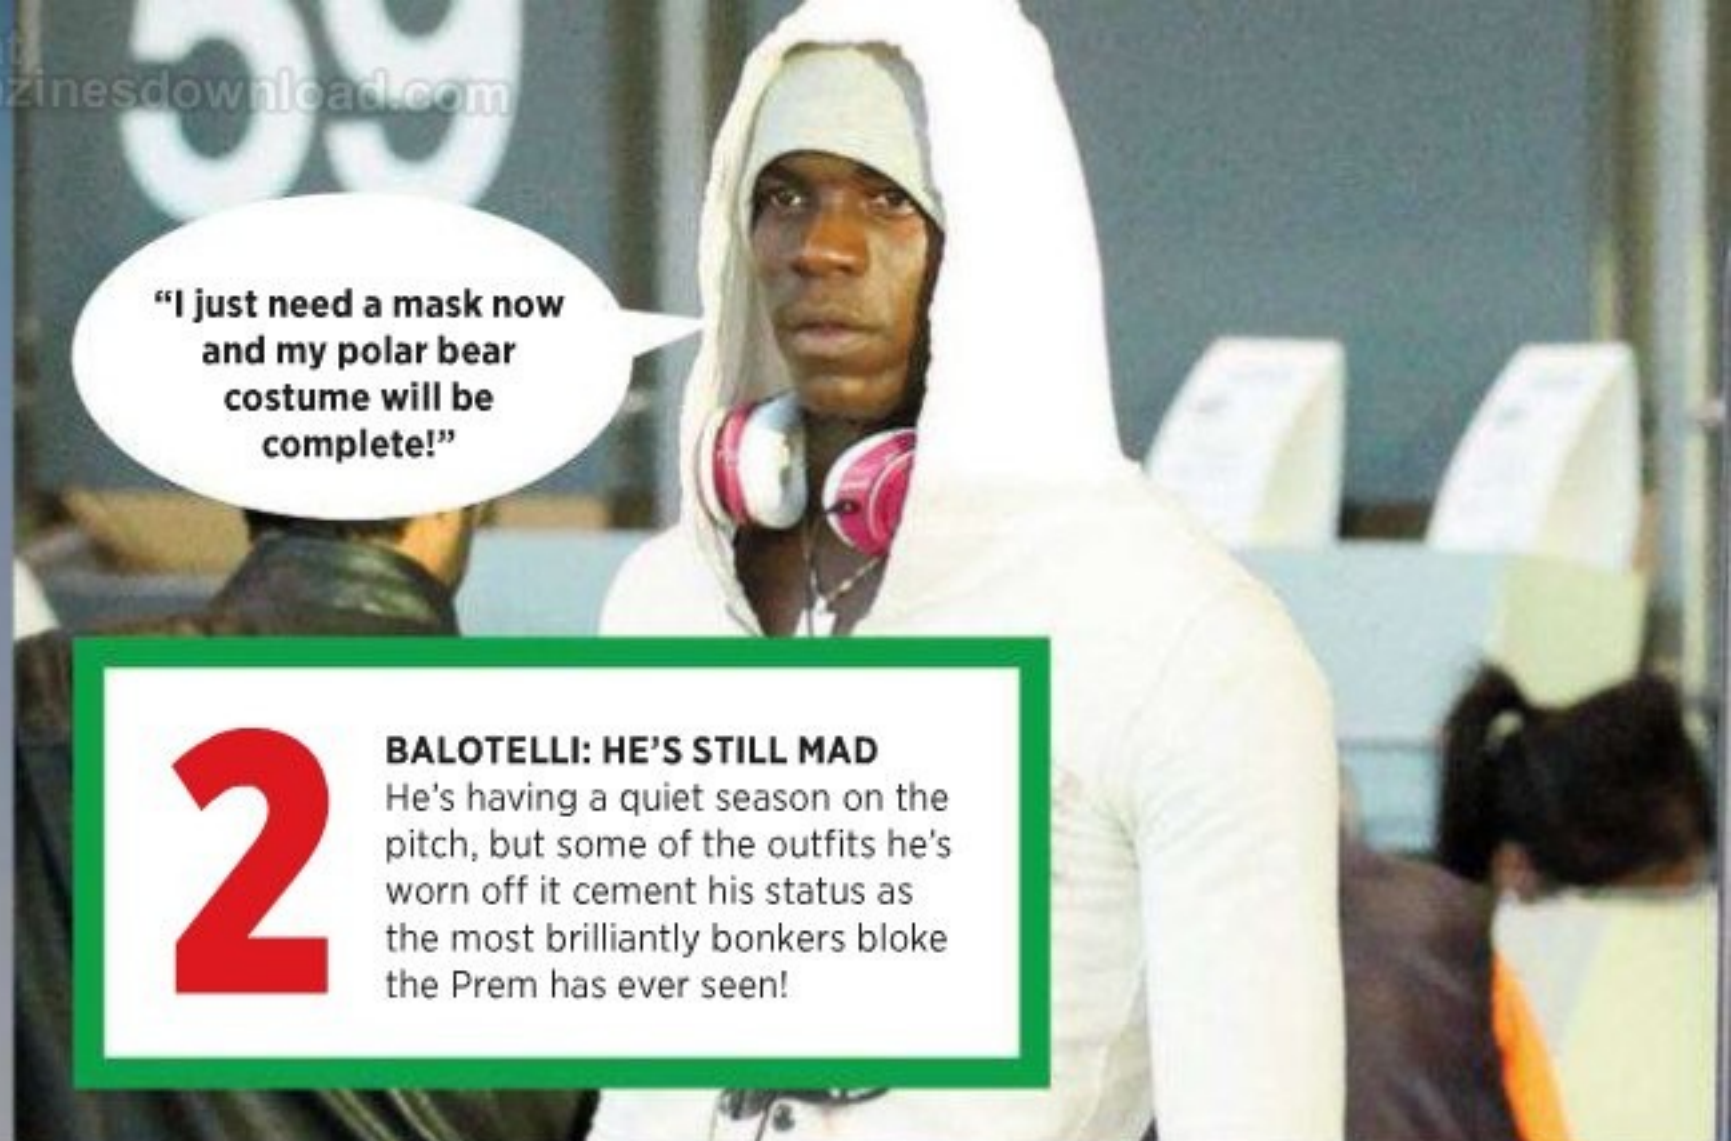 59
zinesdownload.com
“I just need a mask now
and my polar bear
costume will be
complete!”
2
BALOTELLI: HE’S STILL MAD
He’s having a quiet season on the
pitch, but some of the outfits he’s
worn off it cement his status as
the most brilliantly bonkers bloke
the Prem has ever seen!